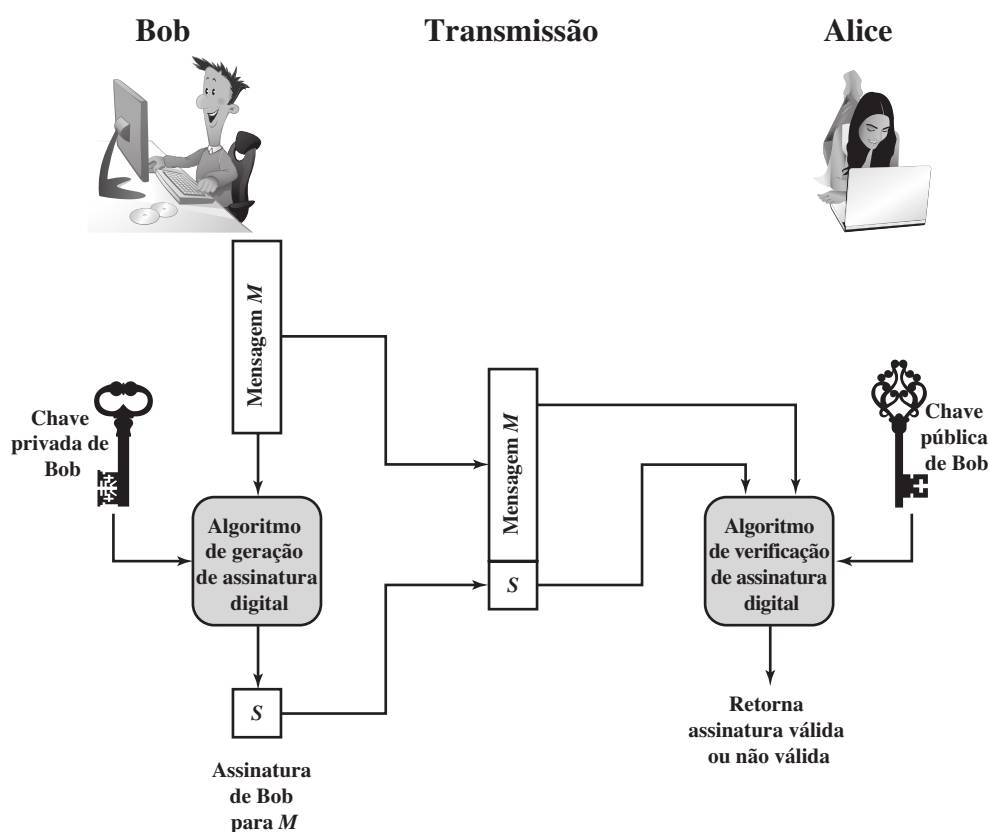 Bob
Transmissão
Alice
Mensagem M
Chave
privada de
Bob
Algoritmo
de geração
de assinatura
digital
S
Assinatura
de Bob
para M
Mensagem M
S
Chave
pública
de Bob
Algoritmo
de verificação
de assinatura
digital
Retorna
assinatura válida
ou não válida